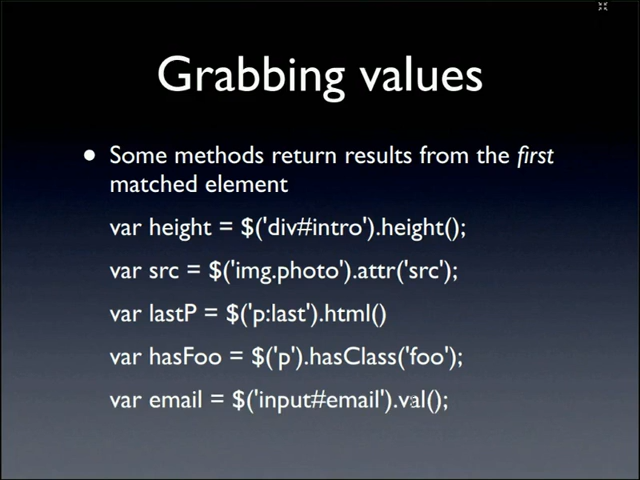 Grabbing values
• Some methods return results from the first
matched element
var height = $('div#intro').height();
var src = $('img.photo').attr('src');
var lastP = $('p:last').html()
var hasFoo = $('p').hasClass('foo');
var email = $('input#email').val();